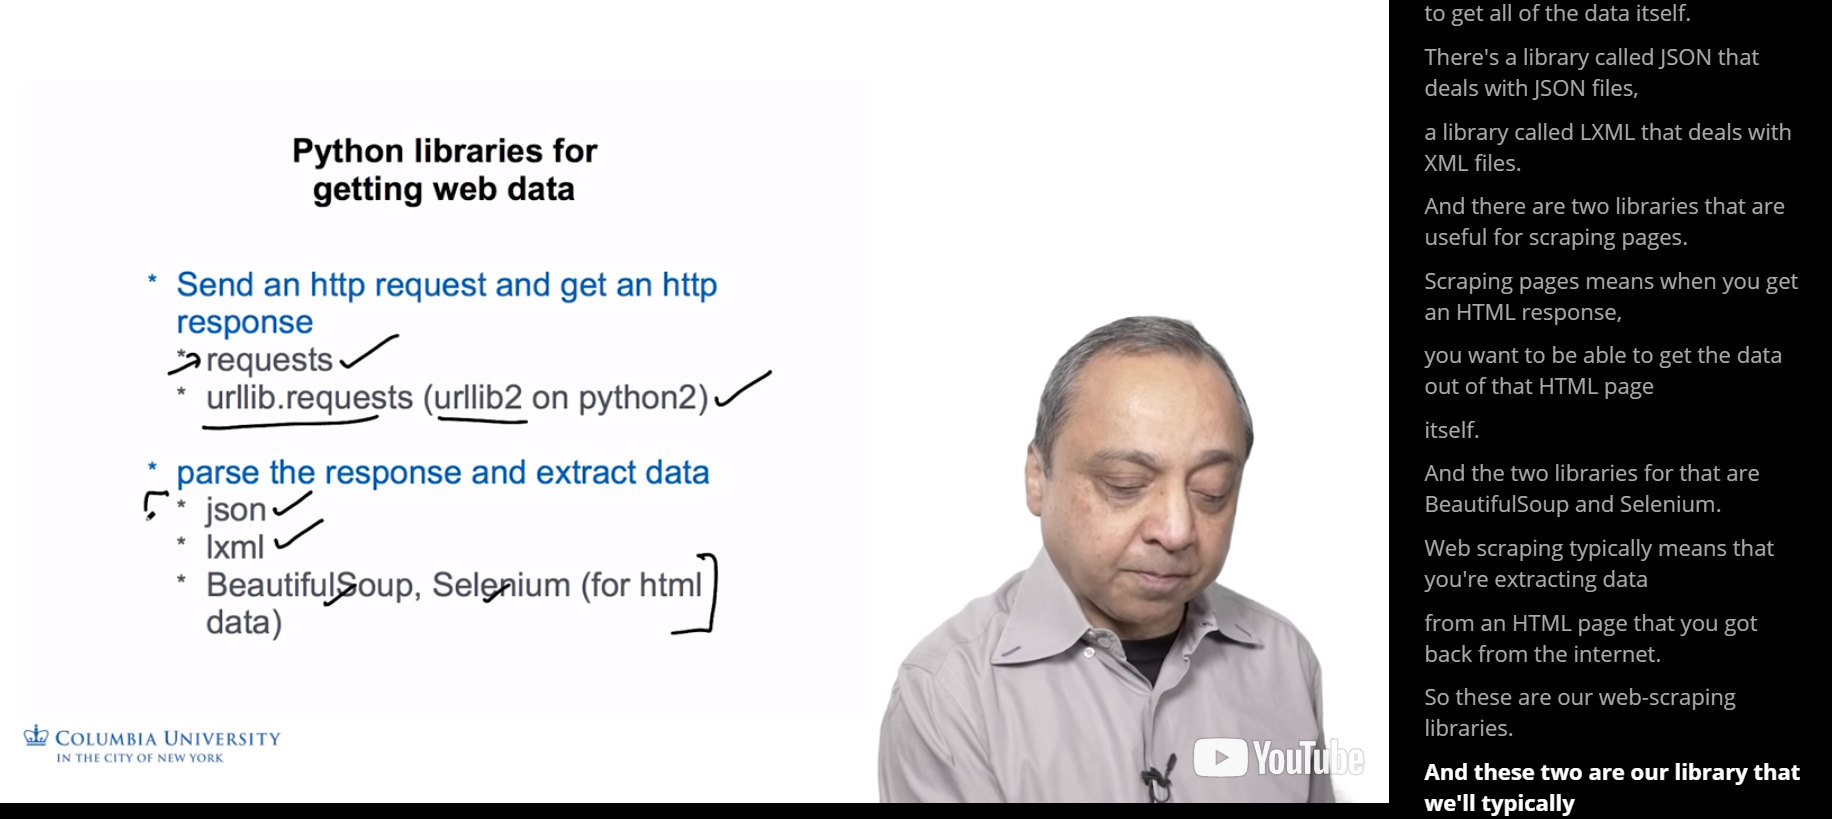 Python libraries for
getting web data
* Send an http request and get an http
response
* requests
* urllib.requests (urllib2 on python2)
* parse the response and extract data
* json
* lxml
* BeautifulSoup, Selenium (for html
data)
COLUMBIA UNIVERSITY
IN THE CITY OF NEW YORK
YouTube
to get all of the data itself.
There's a library called JSON that
deals with JSON files,
a library called LXML that deals with
XML files.
And there are two libraries that are
useful for scraping pages.
Scraping pages means when you get
an HTML response,
you want to be able to get the data
out of that HTML page
itself.
And the two libraries for that are
BeautifulSoup and Selenium.
Web scraping typically means that
you're extracting data
from an HTML page that you got
back from the internet.
So these are our web-scraping
libraries.
And these two are our library that
we'll typically